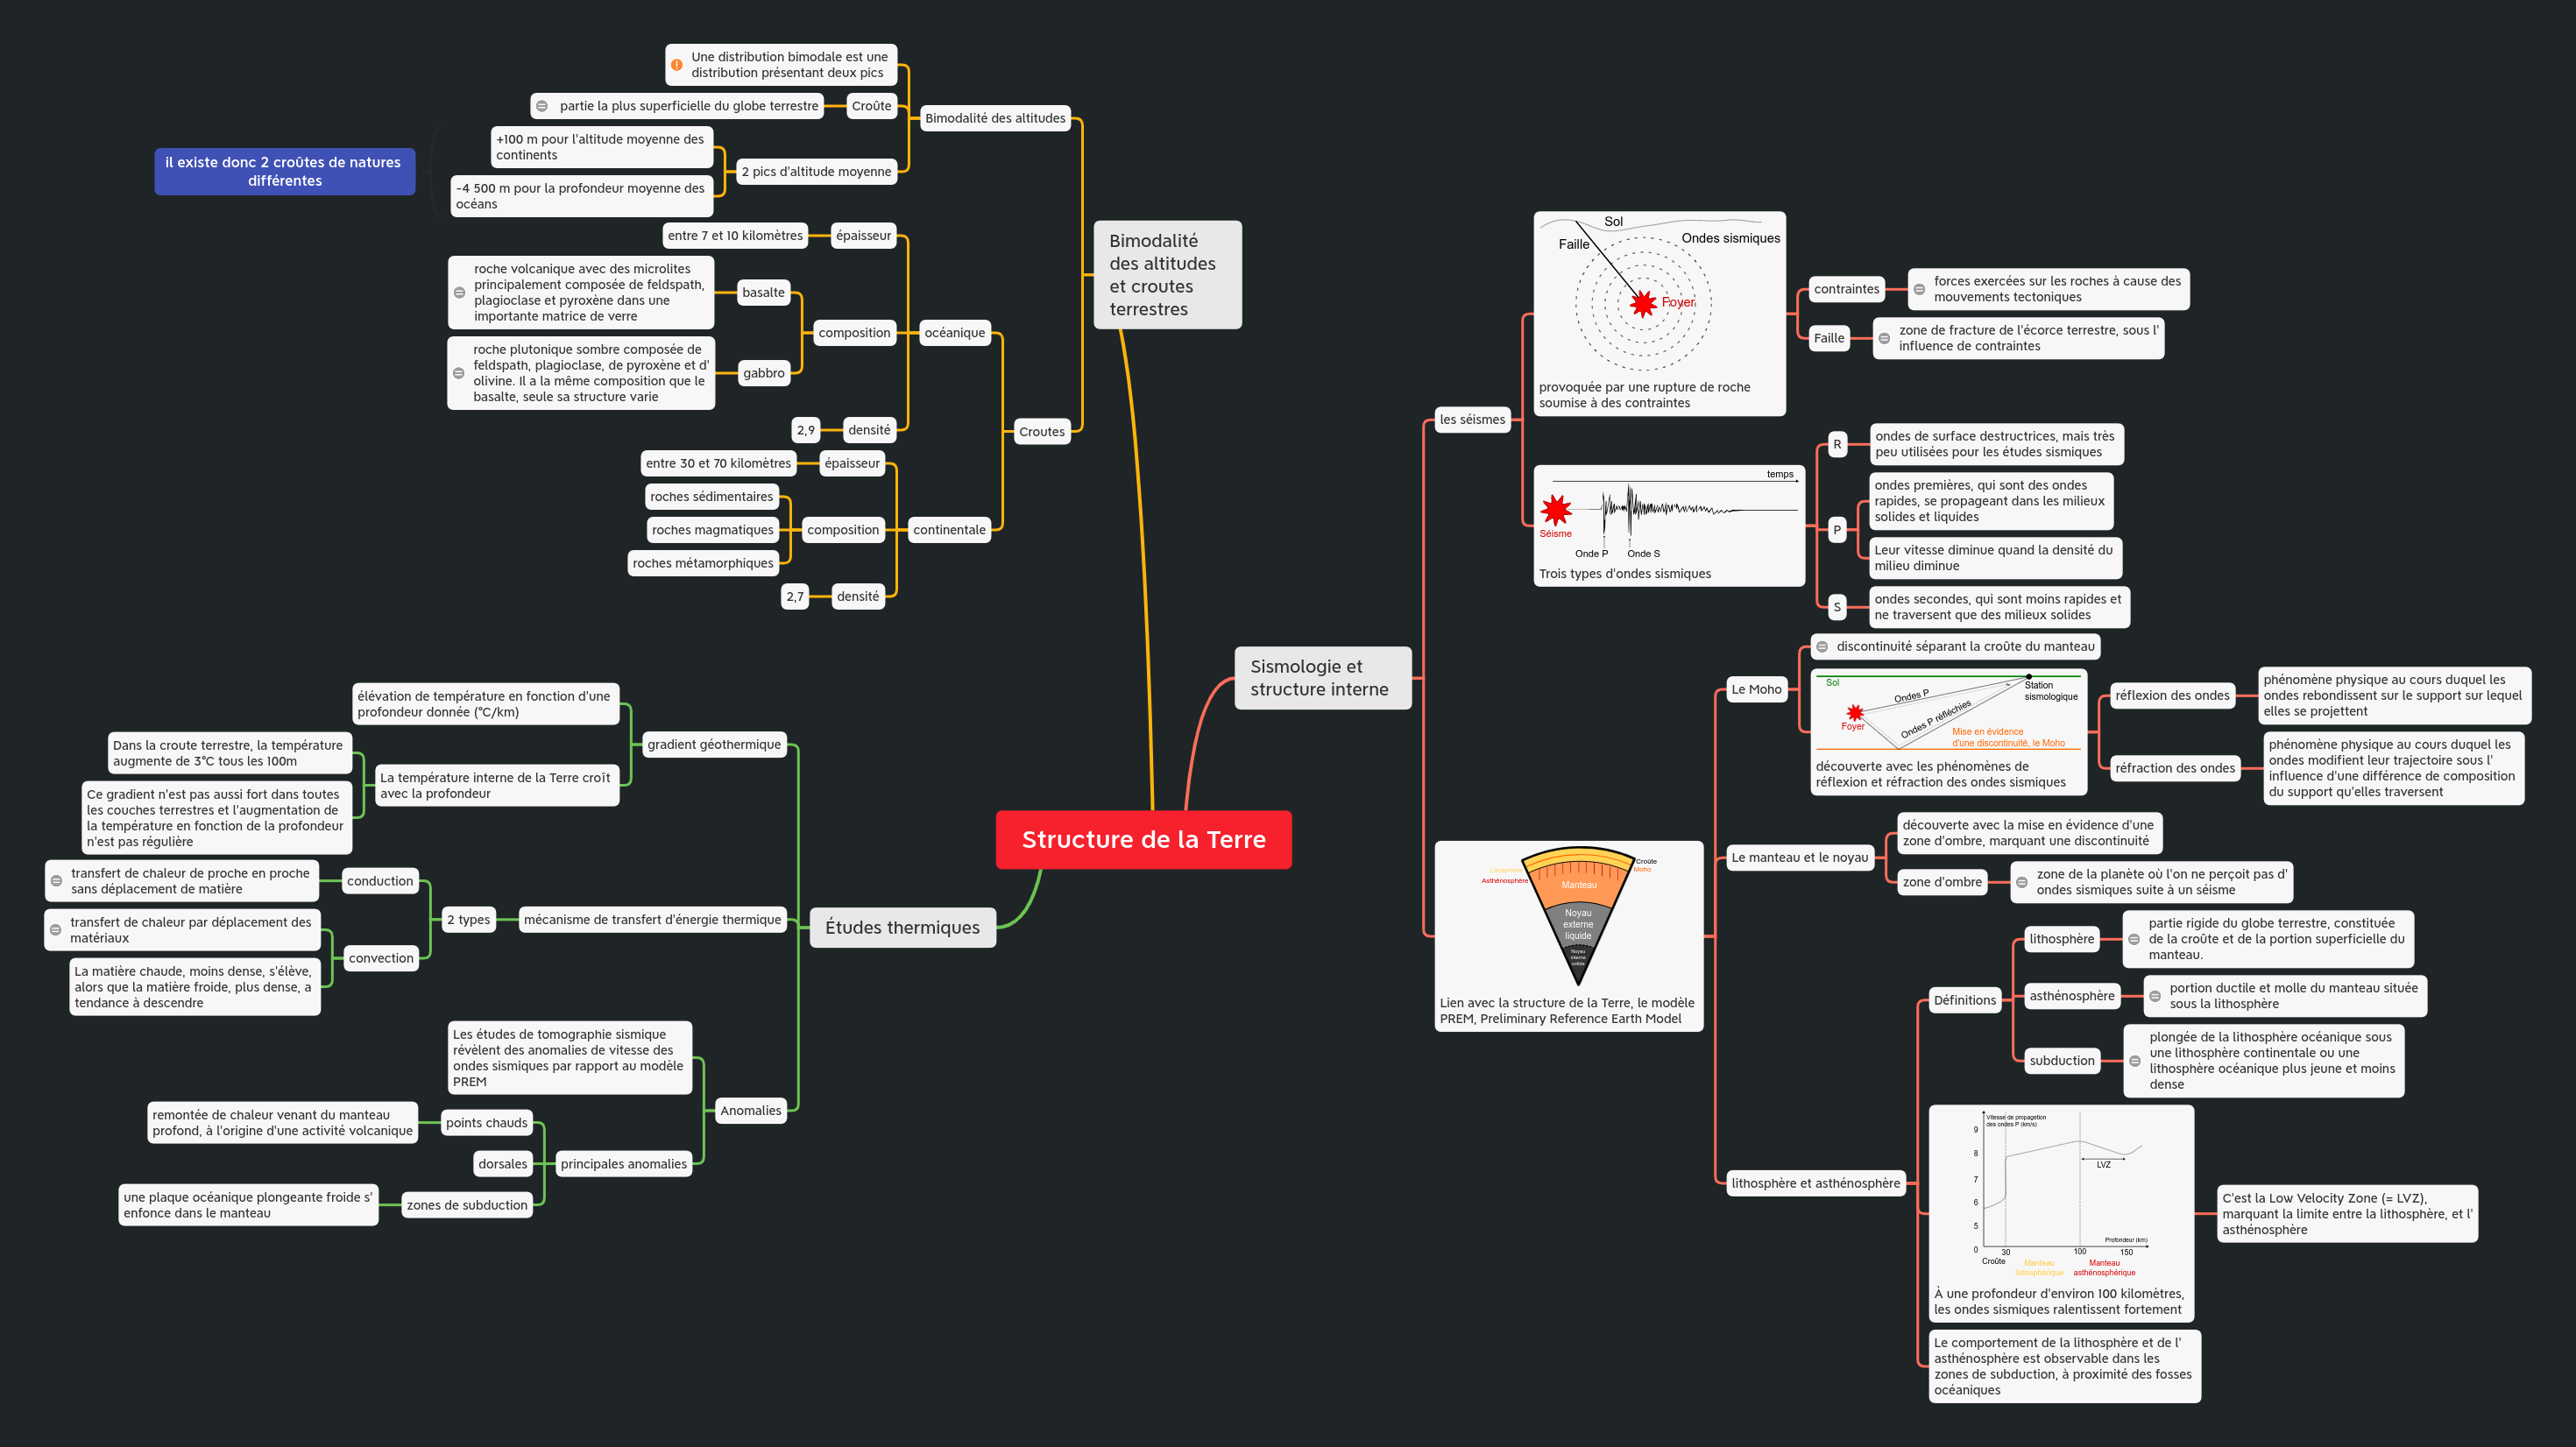 Structure de la Terre
Bimodalité
des altitudes
et croutes
terrestres
Bimodalité des altitudes
Une distribution bimodale est une
distribution présentant deux pics
Croûte
partie la plus superficielle du globe terrestre
2 pics d'altitude moyenne
+100 m pour l'altitude moyenne des
continents
-4 500 m pour la profondeur moyenne des
océans
il existe donc 2 croûtes de natures
différentes
Croutes
océanique
épaisseur
entre 7 et 10 kilomètres
composition
basalte
roche volcanique avec des microlites
principalement composée de feldspath,
plagioclase et pyroxène dans une
importante matrice de verre
gabbro
roche plutonique sombre composée de
feldspath, plagioclase, de pyroxène et d'
olivine. Il a la même composition que le
basalte, seule sa structure varie
densité
2,9
continentale
épaisseur
entre 30 et 70 kilomètres
composition
roches sédimentaires
roches magmatiques
roches métamorphiques
densité
2,7
Sismologie et
structure interne
les séismes
Sol
Faille
Ondes sismiques
Foyer
provoquée par une rupture de roche
soumise à des contraintes
contraintes
forces exercées sur les roches à cause des
mouvements tectoniques
Faille
zone de fracture de l'écorce terrestre, sous l'
influence de contraintes
temps
Séisme
Onde P
Onde S
Trois types d'ondes sismiques
R
ondes de surface destructrices, mais très
peu utilisées pour les études sismiques
P
ondes premières, qui sont des ondes
rapides, se propageant dans les milieux
solides et liquides
Leur vitesse diminue quand la densité du
milieu diminue
S
ondes secondes, qui sont moins rapides et
ne traversent que des milieux solides
Lithosphère
Asthénosphère
Croûte
Moho
Manteau
Noyau
externe
liquide
Noyau
interne
solide
Lien avec la structure de la Terre, le modèle
PREM, Preliminary Reference Earth Model
Le Moho
discontinuité séparant la croûte du manteau
Sol
Ondes P
Station
sismologique
Foyer
Ondes P réfléchies
Mise en évidence
d'une discontinuité, le Moho
découverte avec les phénomènes de
réflexion et réfraction des ondes sismiques
réflexion des ondes
phénomène physique au cours duquel les
ondes rebondissent sur le support sur lequel
elles se projettent
réfraction des ondes
phénomène physique au cours duquel les
ondes modifient leur trajectoire sous l'
influence d'une différence de composition
du support qu'elles traversent
Le manteau et le noyau
découverte avec la mise en évidence d'une
zone d'ombre, marquant une discontinuité
zone d'ombre
zone de la planète où l'on ne perçoit pas d'
ondes sismiques suite à un séisme
lithosphère et asthénosphère
Définitions
lithosphère
partie rigide du globe terrestre, constituée
de la croûte et de la portion superficielle du
manteau.
asthénosphère
portion ductile et molle du manteau située
sous la lithosphère
subduction
plongée de la lithosphère océanique sous
une lithosphère continentale ou une
lithosphère océanique plus jeune et moins
dense
Vitesse de propagation
des ondes P (km/s)
9
8
7
6
5
0
LVZ
Profondeur (km)
30
100
150
Croûte
Manteau
lithosphérique
Manteau
asthénosphérique
À une profondeur d'environ 100 kilomètres,
les ondes sismiques ralentissent fortement
C'est la Low Velocity Zone (= LVZ),
marquant la limite entre la lithosphère, et l'
asthénosphère
Le comportement de la lithosphère et de l'
asthénosphère est observable dans les
zones de subduction, à proximité des fosses
océaniques
Études thermiques
gradient géothermique
élévation de température en fonction d'une
profondeur donnée (°C/km)
La température interne de la Terre croît
avec la profondeur
Dans la croute terrestre, la température
augmente de 3°C tous les 100m
Ce gradient n'est pas aussi fort dans toutes
les couches terrestres et l'augmentation de
la température en fonction de la profondeur
n'est pas régulière
mécanisme de transfert d'énergie thermique
2 types
conduction
transfert de chaleur de proche en proche
sans déplacement de matière
convection
transfert de chaleur par déplacement des
matériaux
La matière chaude, moins dense, s'élève,
alors que la matière froide, plus dense, a
tendance à descendre
Anomalies
Les études de tomographie sismique
révèlent des anomalies de vitesse des
ondes sismiques par rapport au modèle
PREM
principales anomalies
points chauds
remontée de chaleur venant du manteau
profond, à l'origine d'une activité volcanique
dorsales
zones de subduction
une plaque océanique plongeante froide s'
enfonce dans le manteau